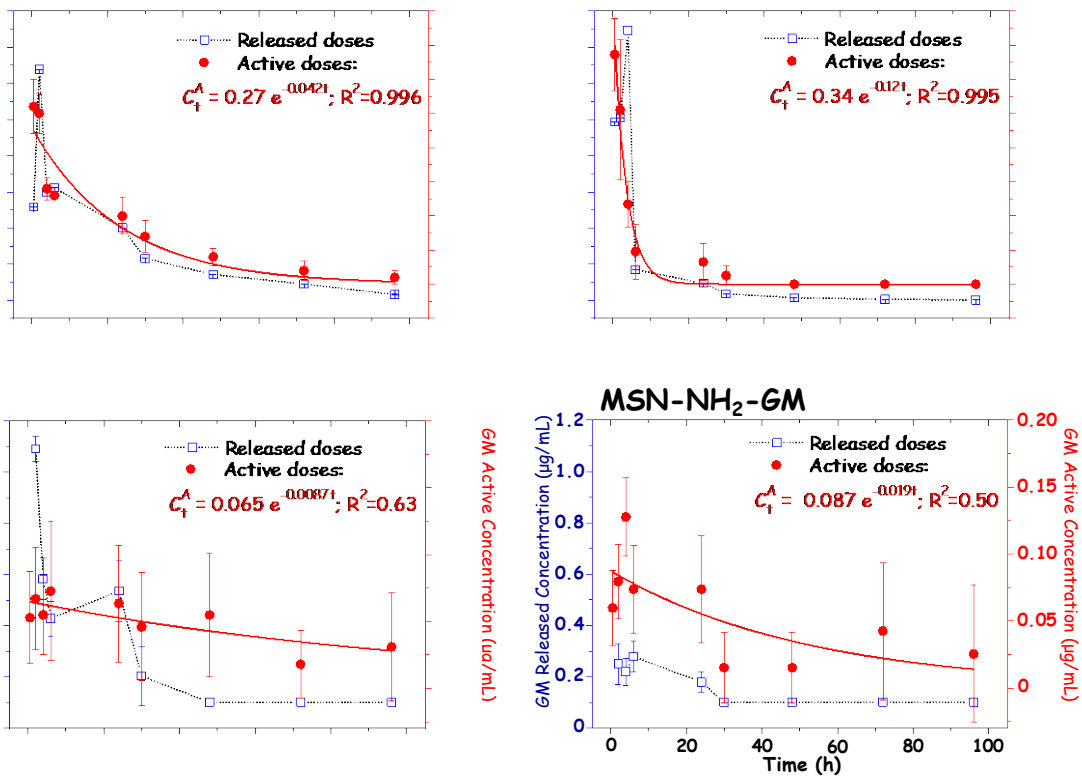 Released doses
Active doses:
C_t^A = 0.27 e^-0.042t; R^2=0.996
Released doses
Active doses:
C_t^A = 0.34 e^-0.12t; R^2=0.995
Released doses
Active doses:
C_t^A = 0.065 e^-0.0087t; R^2=0.63
GM Active Concentration (µg/mL)
MSN-NH₂-GM
Released doses
Active doses:
C_t^A = 0.087 e^-0.019t; R^2=0.50
GM Released Concentration (µg/mL)
1.2
1.0
0.8
0.6
0.4
0.2
0
0.20
0.15
0.10
0.05
0
GM Active Concentration (µg/mL)
0 20 40 60 80 100
Time (h)